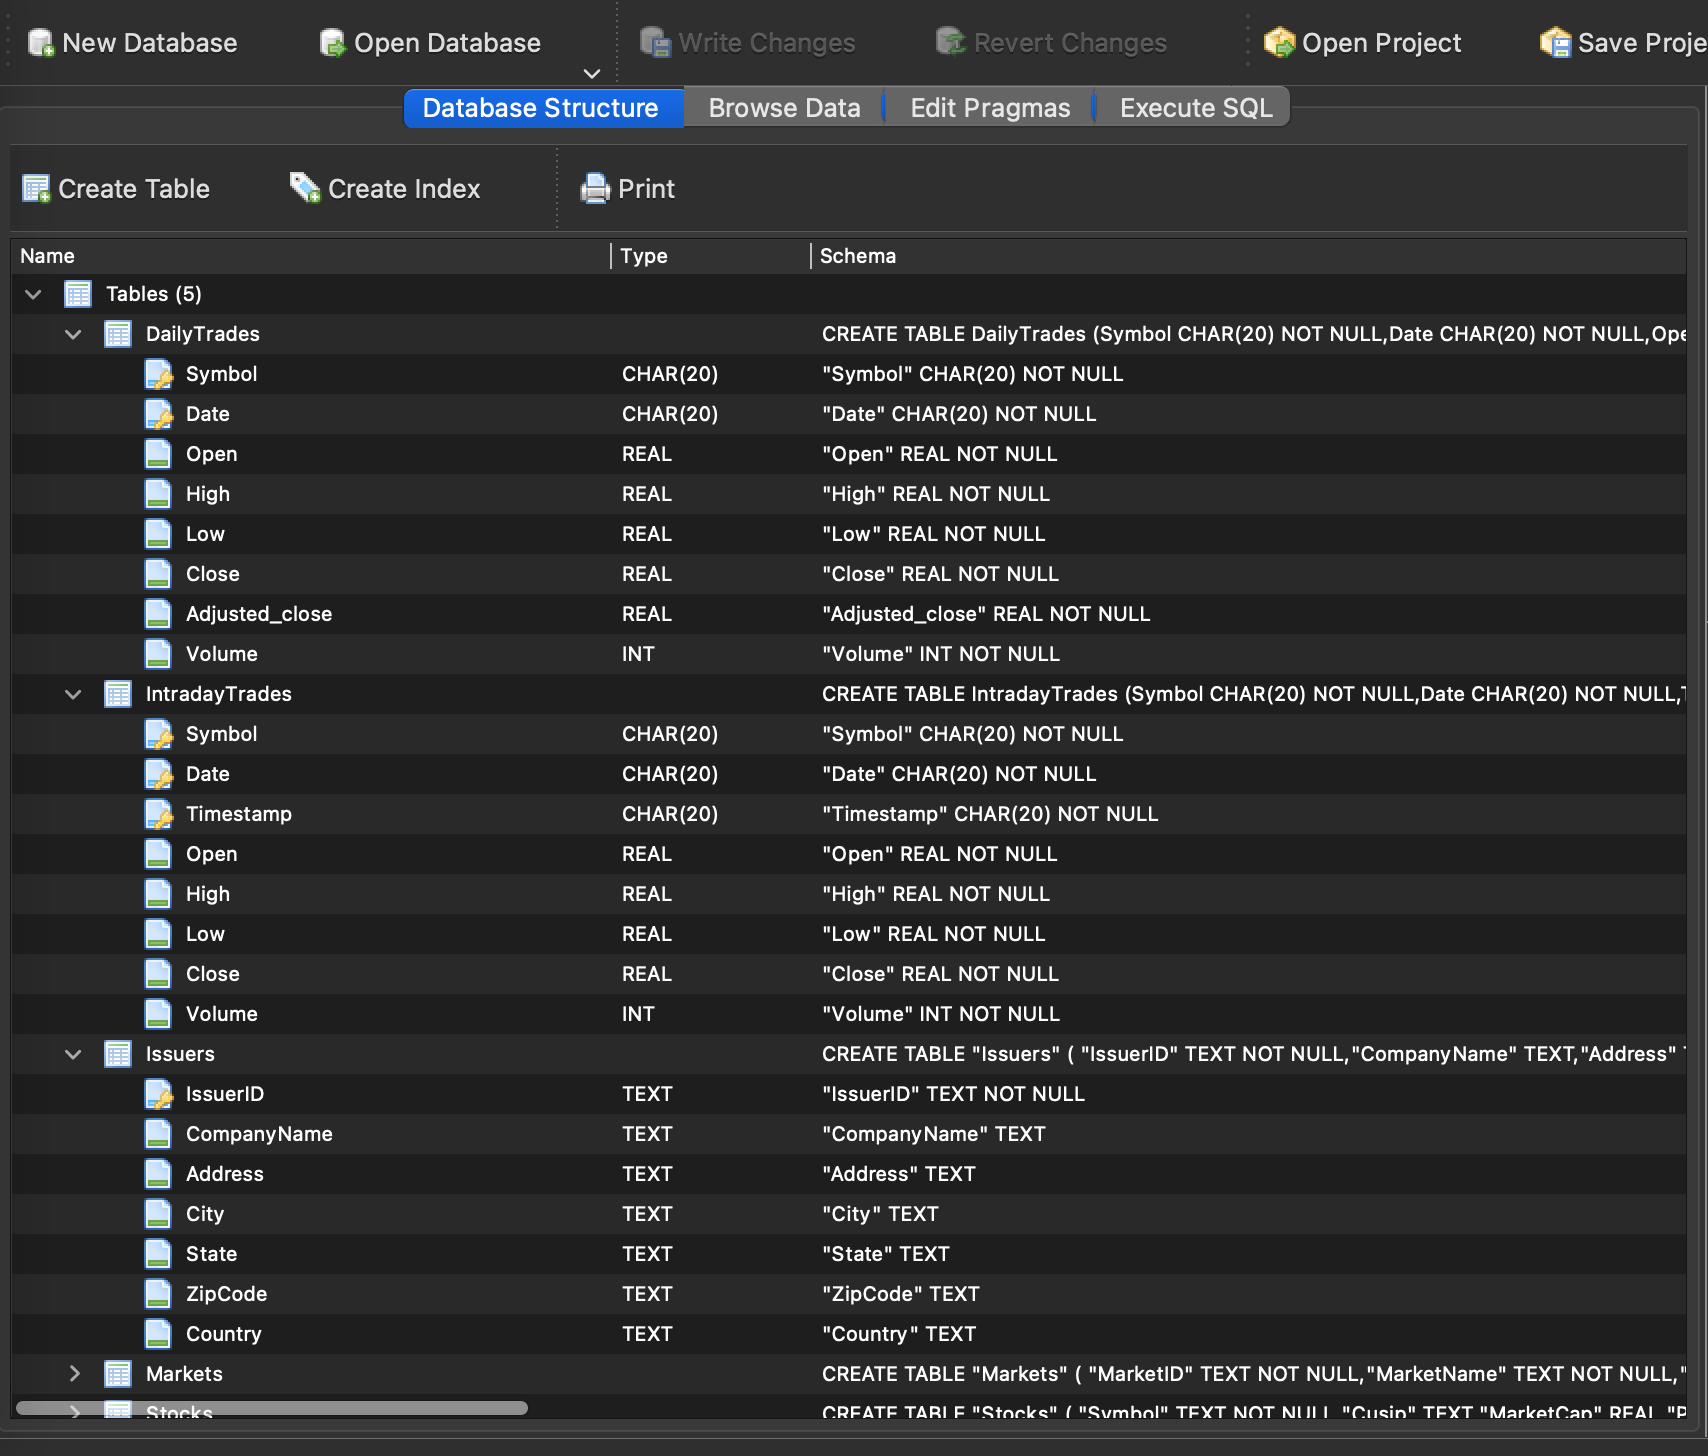 New Database Open Database Write Changes Revert Changes Open Project Save Proje
Database Structure Browse Data Edit Pragmas Execute SQL
Create Table Create Index Print
Name Type Schema
Tables (5)
DailyTrades CREATE TABLE DailyTrades (Symbol CHAR(20) NOT NULL,Date CHAR(20) NOT NULL,Ope
Symbol CHAR(20) "Symbol" CHAR(20) NOT NULL
Date CHAR(20) "Date" CHAR(20) NOT NULL
Open REAL "Open" REAL NOT NULL
High REAL "High" REAL NOT NULL
Low REAL "Low" REAL NOT NULL
Close REAL "Close" REAL NOT NULL
Adjusted_close REAL "Adjusted_close" REAL NOT NULL
Volume INT "Volume" INT NOT NULL
IntradayTrades CREATE TABLE IntradayTrades (Symbol CHAR(20) NOT NULL,Date CHAR(20) NOT NULL,T
Symbol CHAR(20) "Symbol" CHAR(20) NOT NULL
Date CHAR(20) "Date" CHAR(20) NOT NULL
Timestamp CHAR(20) "Timestamp" CHAR(20) NOT NULL
Open REAL "Open" REAL NOT NULL
High REAL "High" REAL NOT NULL
Low REAL "Low" REAL NOT NULL
Close REAL "Close" REAL NOT NULL
Volume INT "Volume" INT NOT NULL
Issuers CREATE TABLE "Issuers" ( "IssuerID" TEXT NOT NULL,"CompanyName" TEXT,"Address"
IssuerID TEXT "IssuerID" TEXT NOT NULL
CompanyName TEXT "CompanyName" TEXT
Address TEXT "Address" TEXT
City TEXT "City" TEXT
State TEXT "State" TEXT
ZipCode TEXT "ZipCode" TEXT
Country TEXT "Country" TEXT
Markets CREATE TABLE "Markets" ( "MarketID" TEXT NOT NULL,"MarketName" TEXT NOT NULL,"
Stocks CREATE TABLE "Stocks" ( "Symbol" TEXT NOT NULL,"Cusip" TEXT,"MarketCap" REAL,"P